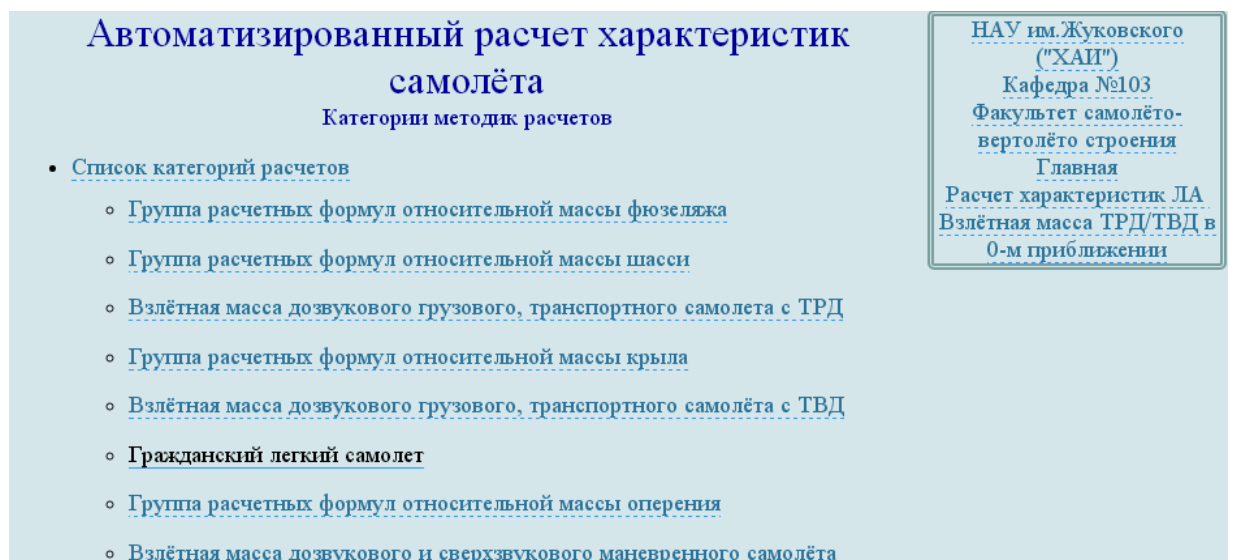 Автоматизированный расчет характеристик
самолёта
Категории методик расчетов
Список категорий расчетов
Группа расчетных формул относительной массы фюзеляжа
Группа расчетных формул относительной массы шасси
Взлётная масса дозвукового грузового, транспортного самолета с ТРД
Группа расчетных формул относительной массы крыла
Взлётная масса дозвукового грузового, транспортного самолёта с ТВД
Гражданский легкий самолет
Группа расчетных формул относительной массы оперения
Взлётная масса дозвукового и сверхзвукового маневренного самолёта
НАУ им.Жуковского
("ХАИ")
Кафедра №103
Факультет самолёто-
вертолёто строения
Главная
Расчет характеристик ЛА
Взлётная масса ТРД/ТВД в
0-м приближении